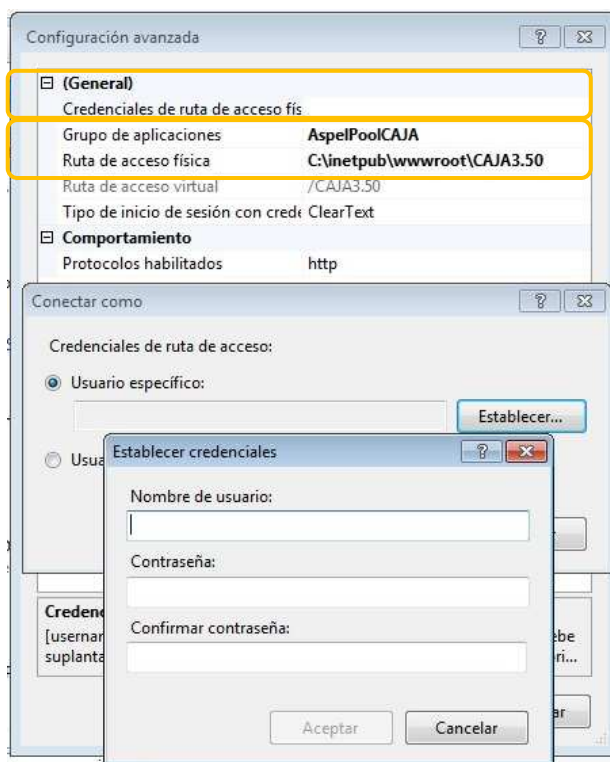 Configuración avanzada
(General)
Credenciales de ruta de acceso fís
Grupo de aplicaciones AspelPoolCAJA
Ruta de acceso física C:\inetpub\wwwroot\CAJA3.50
Ruta de acceso virtual /CAJA3.50
Tipo de inicio de sesión con crede ClearText
Comportamiento
Protocolos habilitados http
Conectar como
Credenciales de ruta de acceso:
Usuario específico:
Establecer...
Usua
Establecer credenciales
Nombre de usuario:
Contraseña:
Confirmar contraseña:
Creden
[usernar
suplanta
ebe
ri...
ar
Aceptar Cancelar